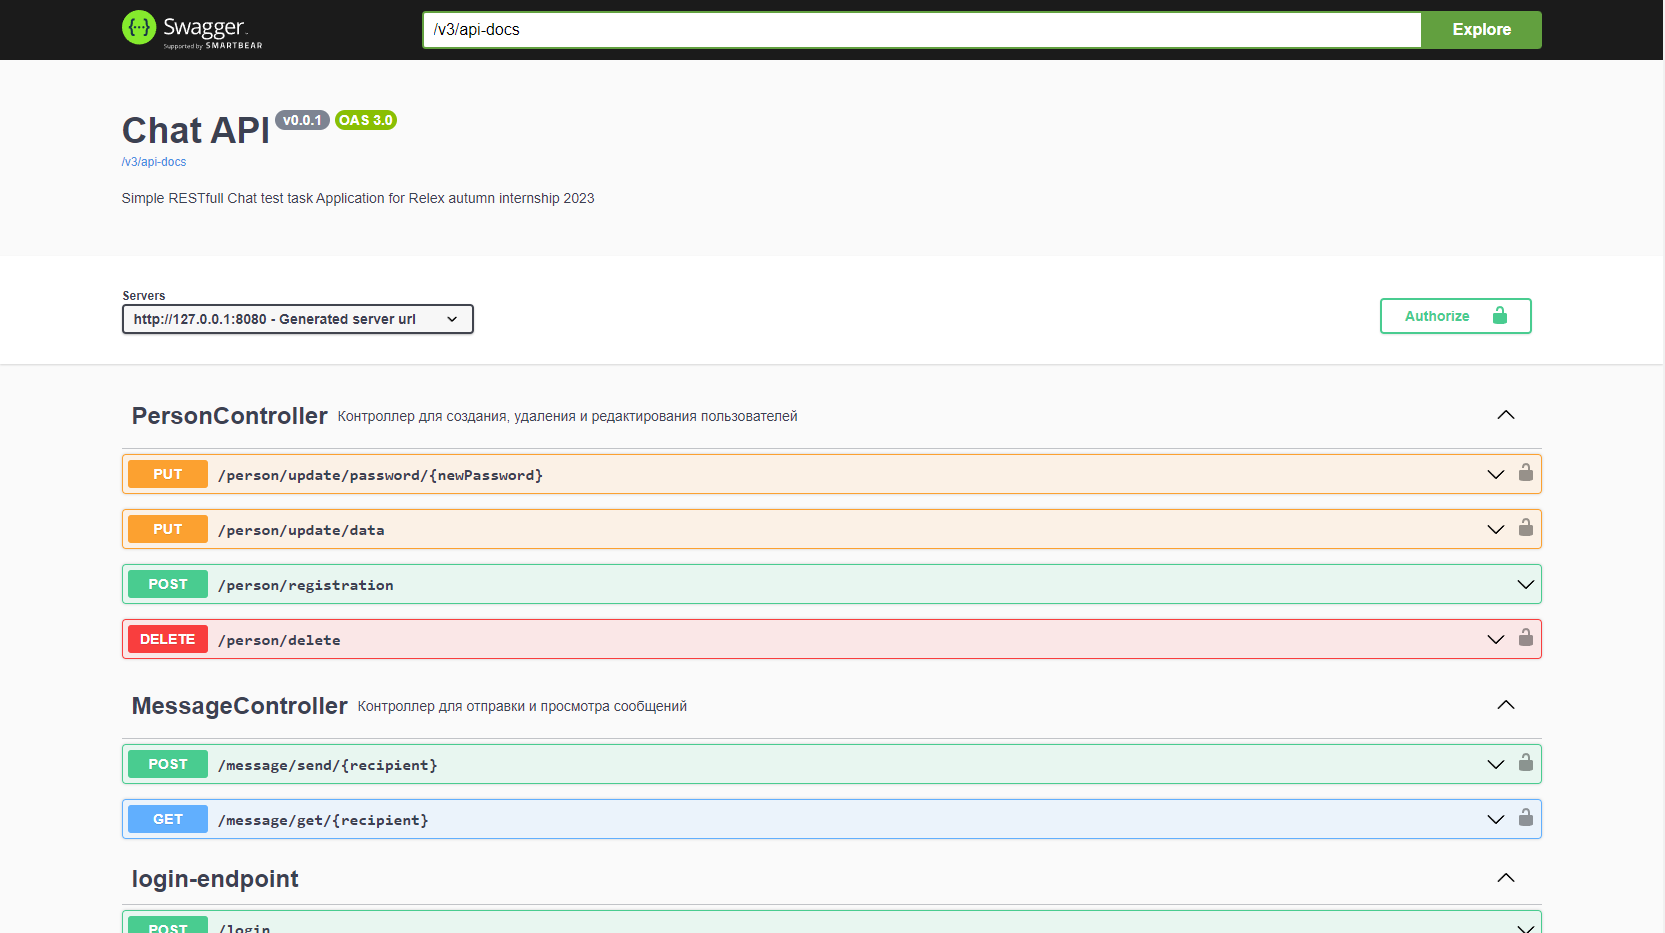 Swagger
Supported by SMARTBEAR
/v3/api-docs
Explore
Chat API v0.0.1 OAS 3.0
/v3/api-docs
Simple RESTfull Chat test task Application for Relex autumn internship 2023
Servers
http://127.0.0.1:8080 - Generated server url
Authorize
PersonController Контроллер для создания, удаления и редактирования пользователей
PUT /person/update/password/{newPassword}
PUT /person/update/data
POST /person/registration
DELETE /person/delete
MessageController Контроллер для отправки и просмотра сообщений
POST /message/send/{recipient}
GET /message/get/{recipient}
login-endpoint
POST /login